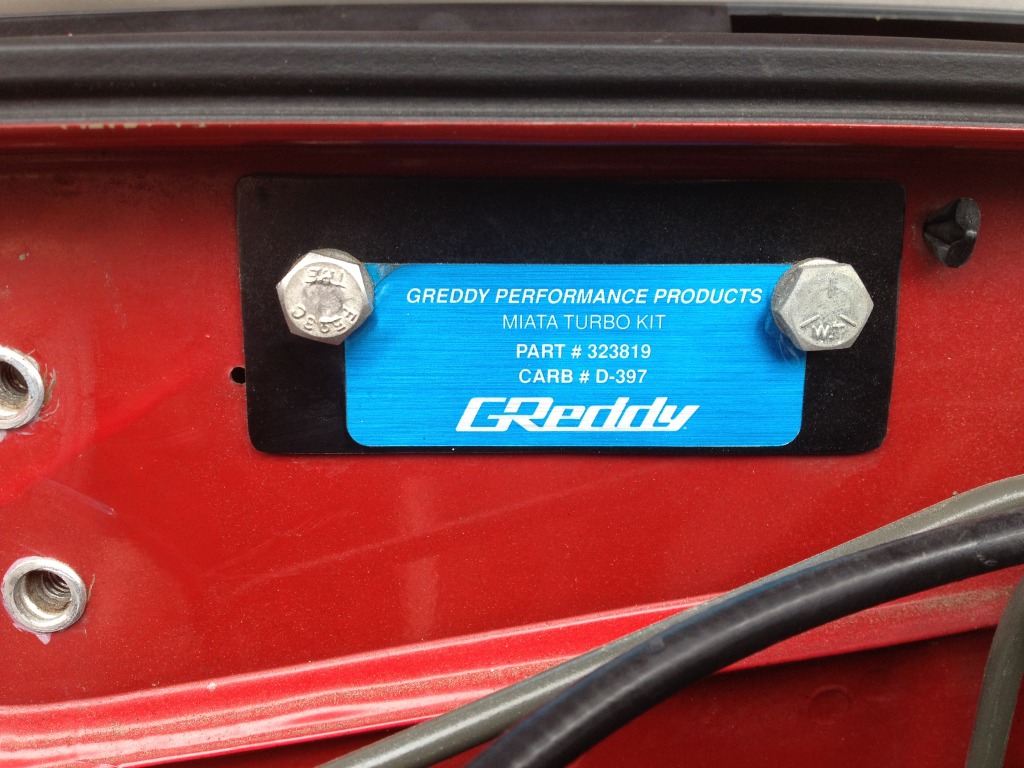 GREDDY PERFORMANCE PRODUCTS
MIATA TURBO KIT
PART # 323819
CARB # D-397
GReddy